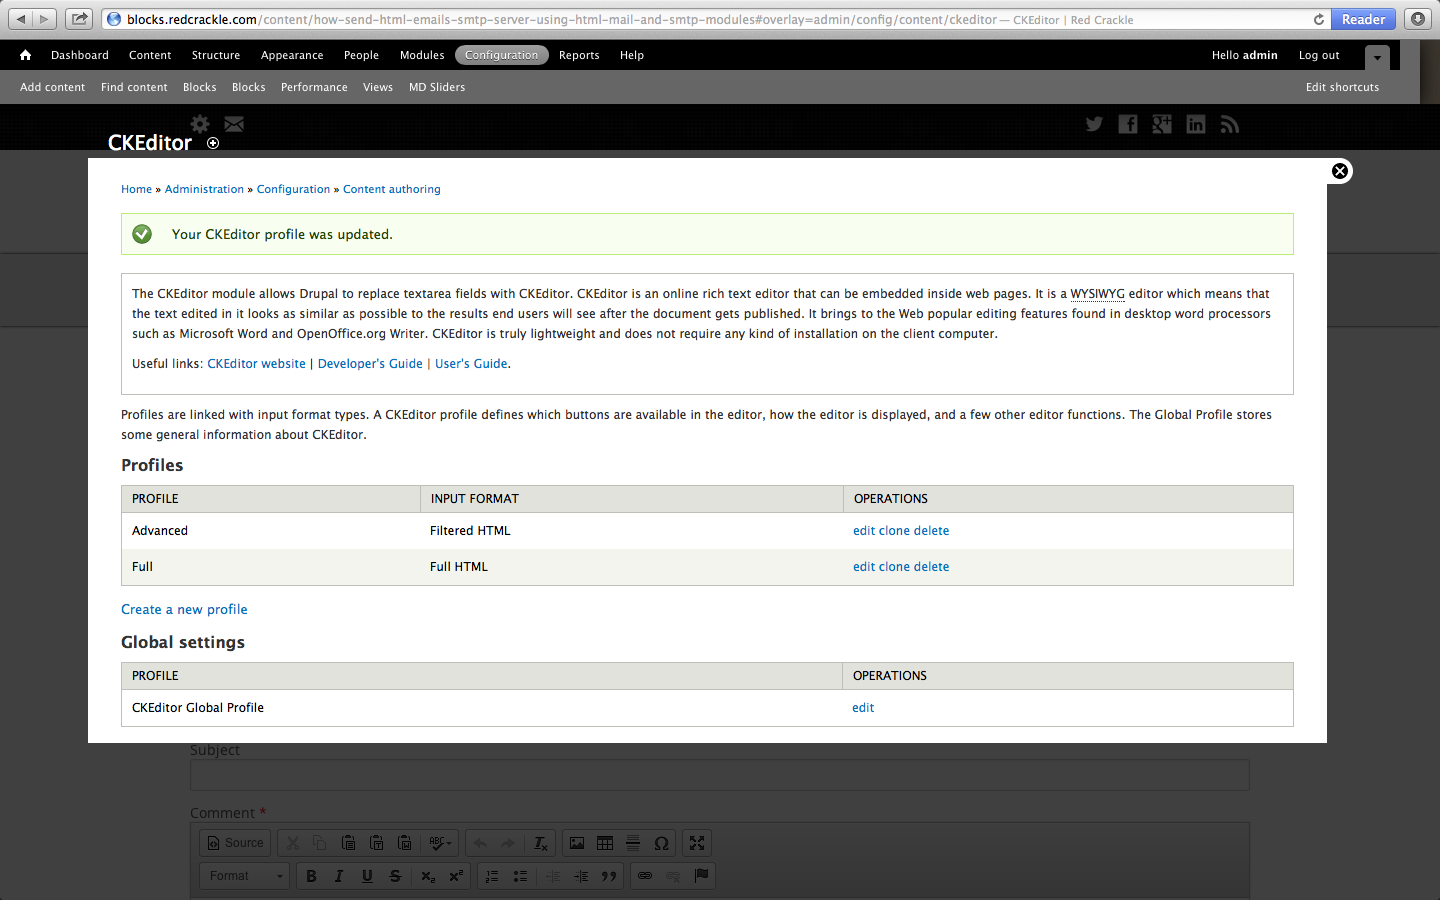 blocks.redcrackle.com/content/how-send-html-emails-smtp-server-using-html-mail-and-smtp-modules#overlay=admin/config/content/ckeditor — CKEditor | Red Crackle
Reader
Dashboard Content Structure Appearance People Modules Configuration Reports Help Hello admin Log out
Add content Find content Blocks Blocks Performance Views MD Sliders Edit shortcuts
CKEditor
Home » Administration » Configuration » Content authoring
Your CKEditor profile was updated.
The CKEditor module allows Drupal to replace textarea fields with CKEditor. CKEditor is an online rich text editor that can be embedded inside web pages. It is a WYSIWYG editor which means that
the text edited in it looks as similar as possible to the results end users will see after the document gets published. It brings to the Web popular editing features found in desktop word processors
such as Microsoft Word and OpenOffice.org Writer. CKEditor is truly lightweight and does not require any kind of installation on the client computer.
Useful links: CKEditor website | Developer's Guide | User's Guide.
Profiles are linked with input format types. A CKEditor profile defines which buttons are available in the editor, how the editor is displayed, and a few other editor functions. The Global Profile stores
some general information about CKEditor.
Profiles
PROFILE INPUT FORMAT OPERATIONS
Advanced Filtered HTML edit clone delete
Full Full HTML edit clone delete
Create a new profile
Global settings
PROFILE OPERATIONS
CKEditor Global Profile edit
Subject
Comment *
Source
Format